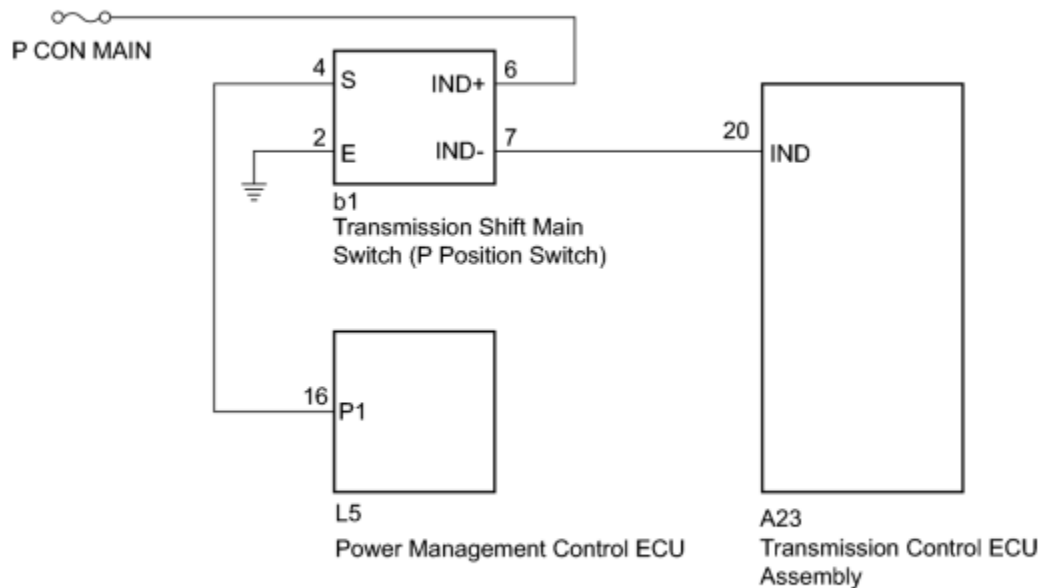 P CON MAIN
4 S IND+ 6
2 E IND- 7
20 IND
b1
Transmission Shift Main
Switch (P Position Switch)
16 P1
L5
Power Management Control ECU
A23
Transmission Control ECU
Assembly